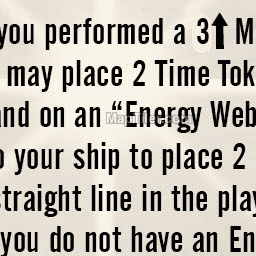 you performed a 3⬆ M
may place 2 Time Tok
and on an “Energy Web
o your ship to place 2
straight line in the play
you do not have an En